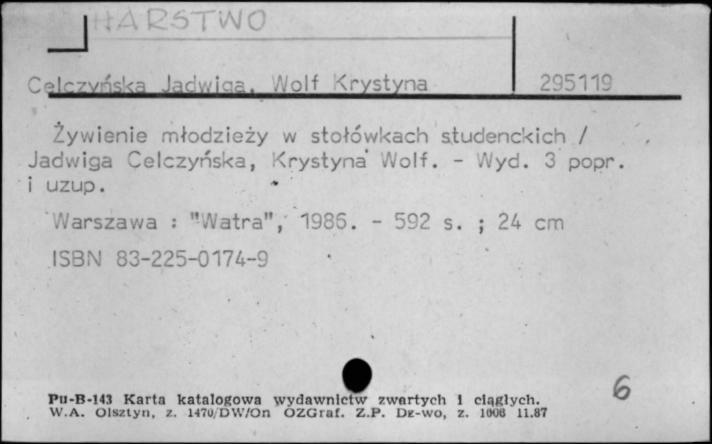 HARSTWO
Celczyńska Jadwiga, Wolf Krystyna 295119
Żywienie młodzieży w stołówkach studenckich /
Jadwiga Celczyńska, Krystyna Wolf. - Wyd. 3 popr.
i uzup.
Warszawa : "Watra", 1986. - 592 s. ; 24 cm
ISBN 83-225-0174-9
6
Pu-B-143 Karta katalogowa wydawnictw zwartych i ciągłych.
W.A. Olsztyn, z. 1470/DW/On OZGraf. Z.P. Dz-wo, z. 1008 11.87